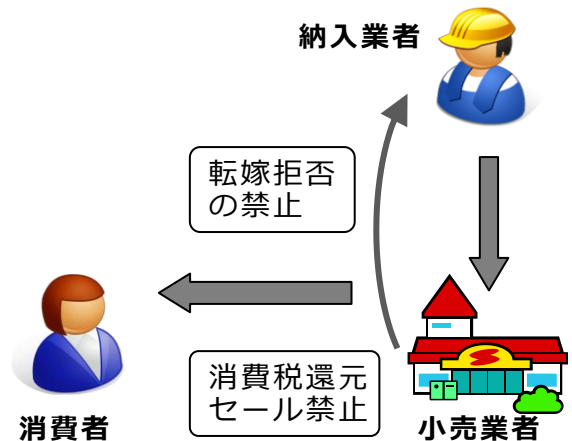 納入業者
転嫁拒否
の禁止
消費税還元
セール禁止
消費者
小売業者